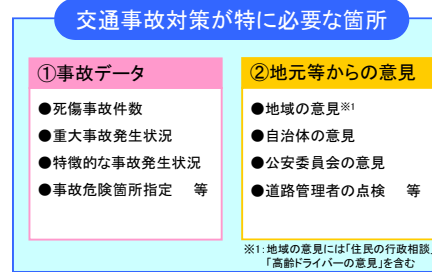 交通事故対策が特に必要な箇所
①事故データ
●死傷事故件数
●重大事故発生状況
●特徴的な事故発生状況
●事故危険箇所指定　等
②地元等からの意見
●地域の意見※1
●自治体の意見
●公安委員会の意見
●道路管理者の点検　等
※1:地域の意見には「住民の行政相談」
「高齢ドライバーの意見」を含む